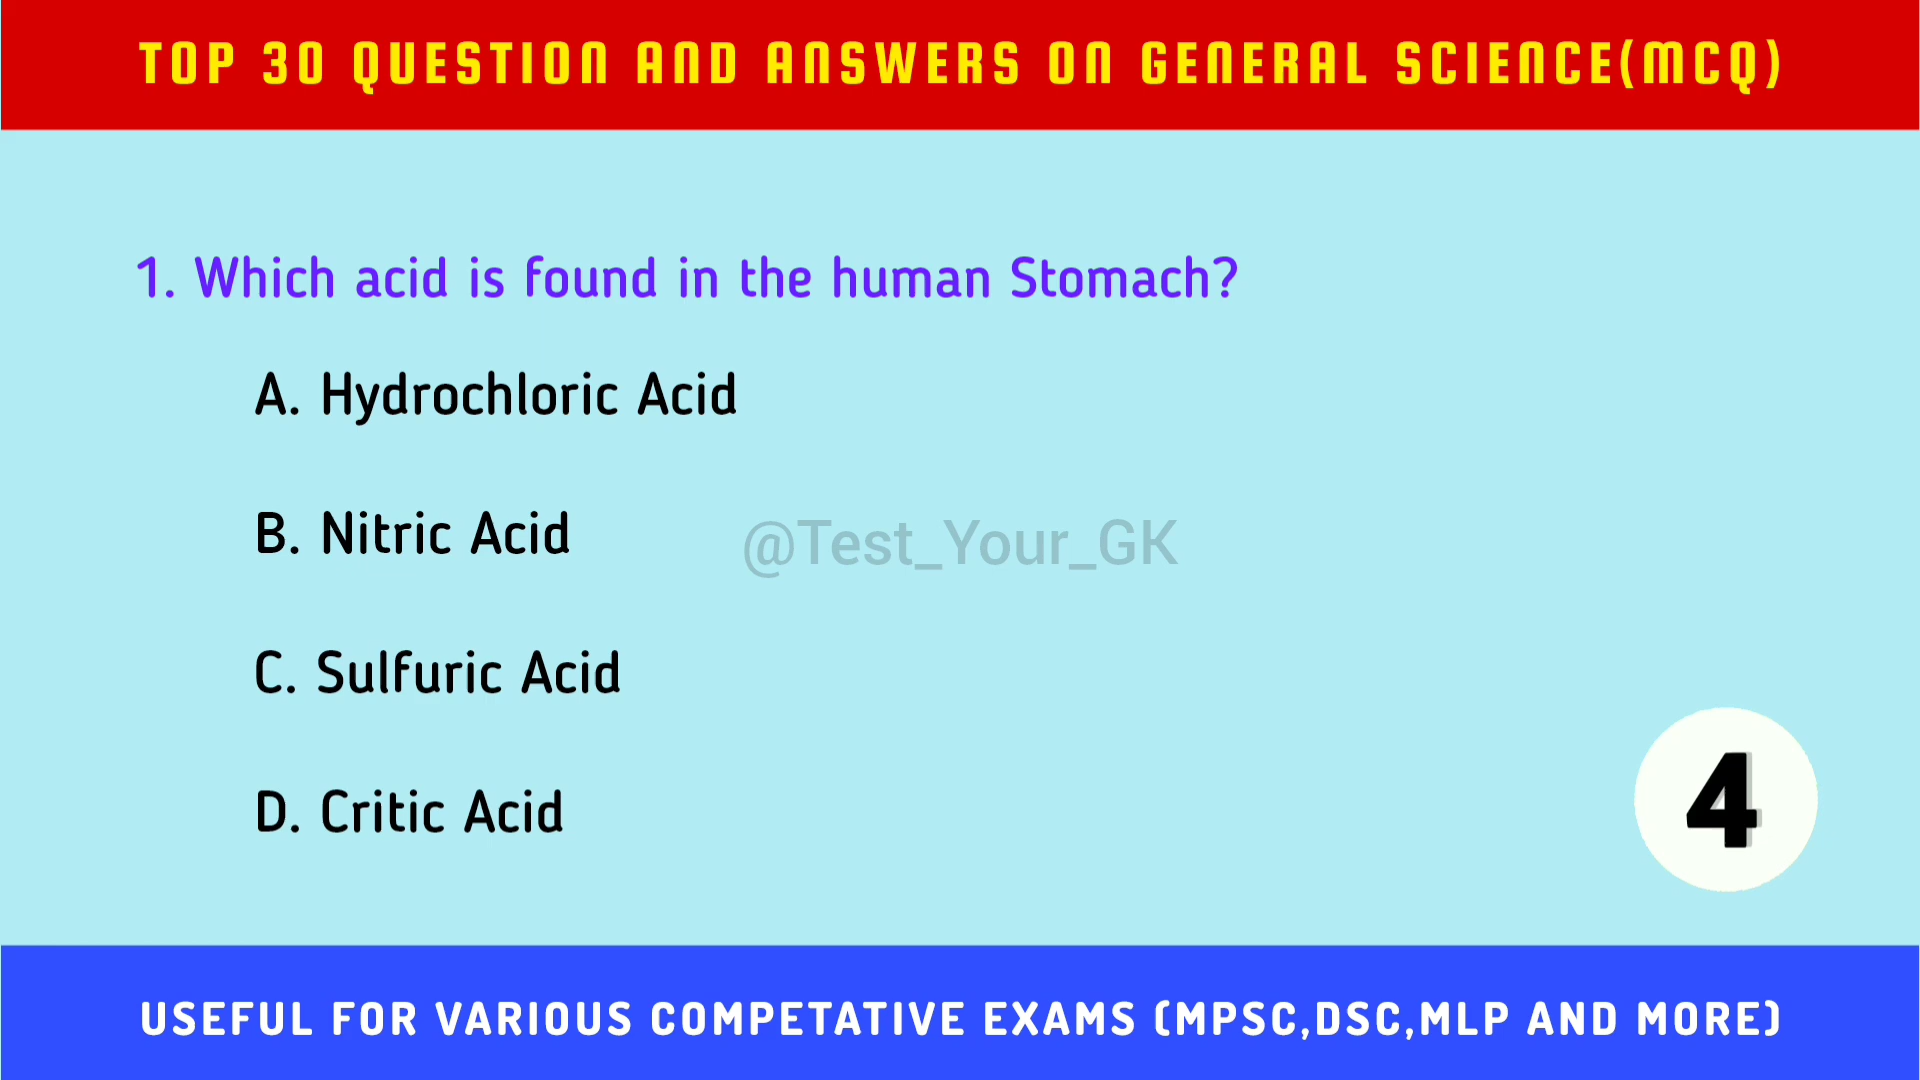 TOP 30 QUESTION AND ANSWERS ON GENERAL SCIENCE(MCQ)
1. Which acid is found in the human Stomach?
A. Hydrochloric Acid
B. Nitric Acid
@Test_Your_GK
C. Sulfuric Acid
D. Critic Acid
4
USEFUL FOR VARIOUS COMPETATIVE EXAMS (MPSC,DSC,MLP AND MORE)